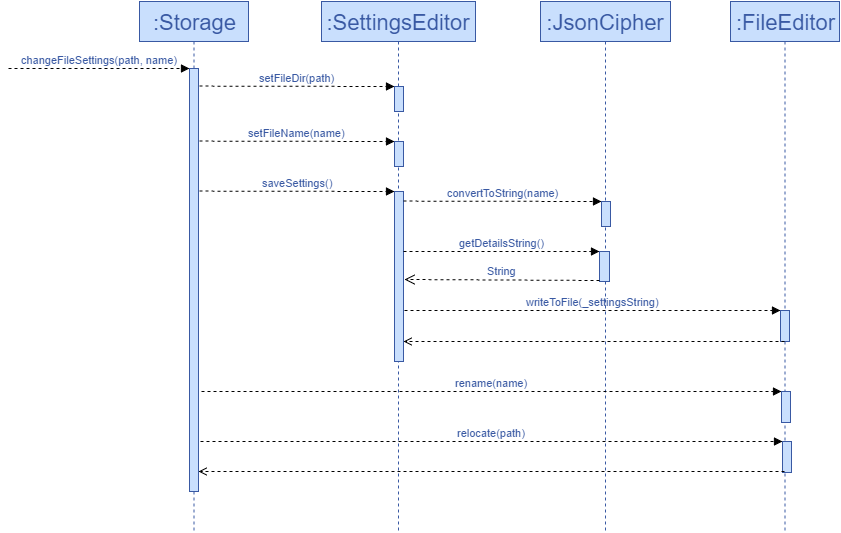 :Storage
:SettingsEditor
:JsonCipher
:FileEditor
changeFileSettings(path, name)
setFileDir(path)
setFileName(name)
saveSettings()
convertToString(name)
getDetailsString()
String
writeToFile(_settingsString)
rename(name)
relocate(path)